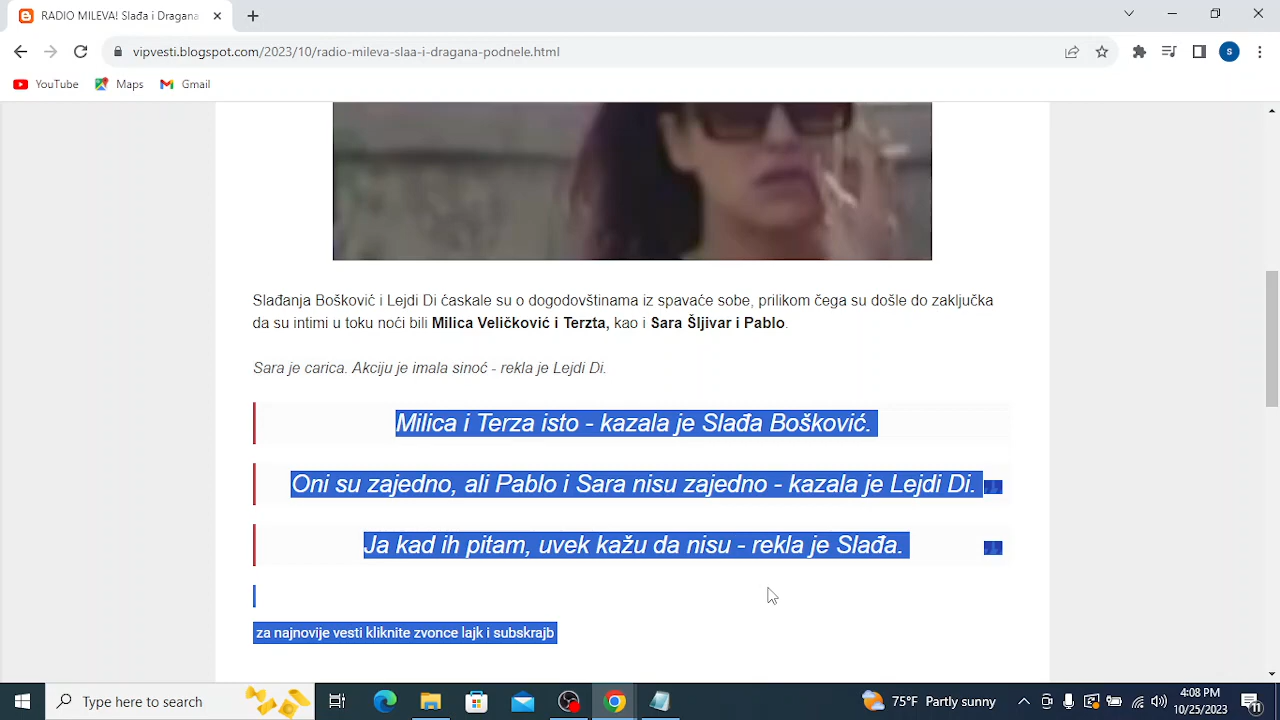 RADIO MILEVA! Slađa i Dragana
vipvesti.blogspot.com/2023/10/radio-mileva-slaa-i-dragana-podnele.html
S
YouTube
Maps
Gmail
Slađanja Bošković i Lejdi Di ćaskale su o dogodovštinama iz spavaće sobe, prilikom čega su došle do zaključka
da su intimi u toku noći bili Milica Veličković i Terzta, kao i Sara Šljivar i Pablo.
Sara je carica. Akciju je imala sinoć - rekla je Lejdi Di.
Milica i Terza isto - kazala je Slađa Bošković.
Oni su zajedno, ali Pablo i Sara nisu zajedno - kazala je Lejdi Di.
Ja kad ih pitam, uvek kažu da nisu - rekla je Slađa.
za najnovije vesti kliknite zvonce lajk i subskrajb
Type here to search
75°F Partly sunny
4:08 PM
10/25/2023
11